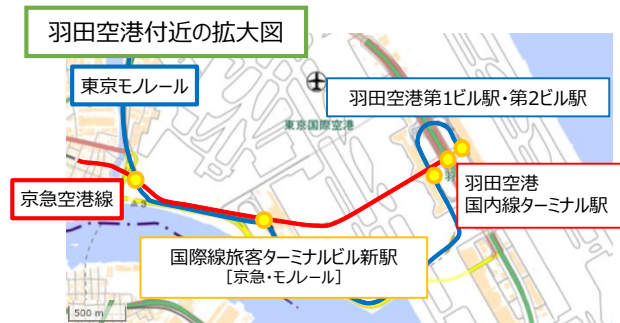 羽田空港付近の拡大図
東京モノレール
羽田空港第1ビル駅・第2ビル駅
東京国際空港
京急空港線
羽田空港
国内線ターミナル駅
国際線旅客ターミナルビル新駅
[京急・モノレール]
500 m